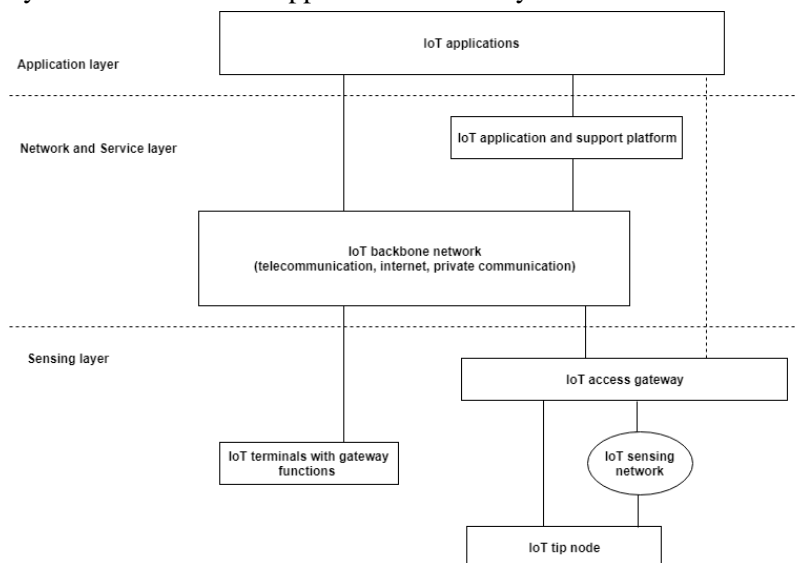 IoT applications
Application layer
IoT application and support platform
Network and Service layer
IoT backbone network
(telecommunication, internet, private communication)
Sensing layer
IoT access gateway
IoT terminals with gateway
functions
IoT sensing
network
IoT tip node